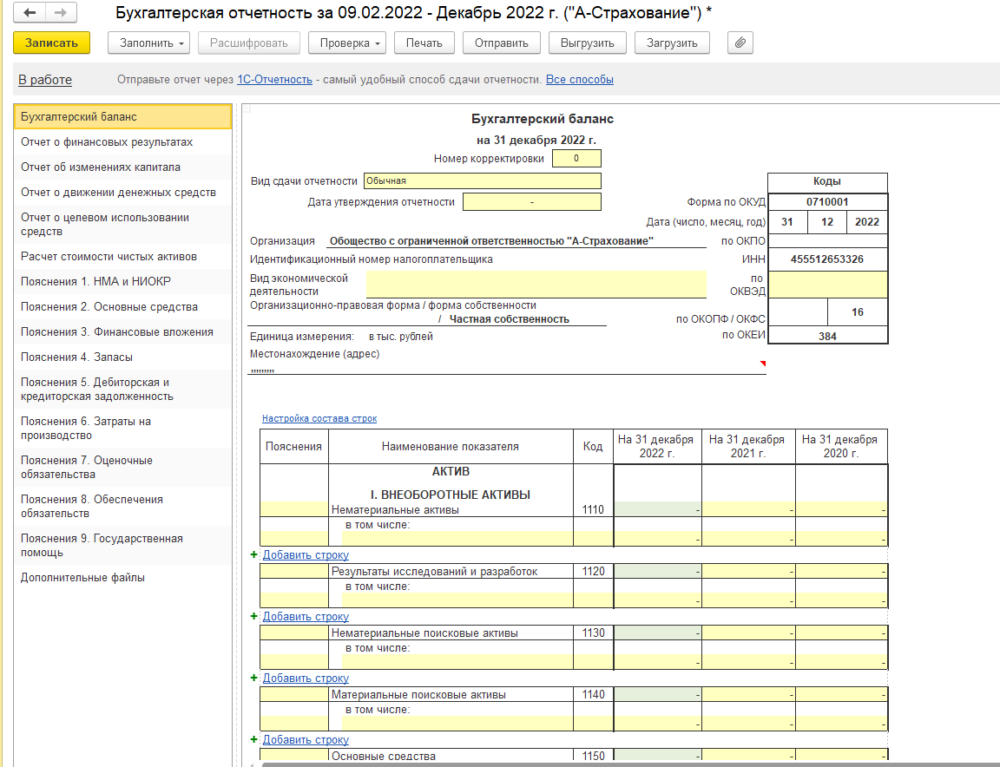 Бухгалтерская отчетность за 09.02.2022 - Декабрь 2022 г. ("А-Страхование") *
Записать Заполнить Расшифровать Проверка Печать Отправить Выгрузить Загрузить
В работе Отправьте отчет через 1С-Отчетность - самый удобный способ сдачи отчетности. Все способы
Бухгалтерский баланс
Отчет о финансовых результатах
Отчет об изменениях капитала
Отчет о движении денежных средств
Отчет о целевом использовании
средств
Расчет стоимости чистых активов
Пояснения 1. НМА и НИОКР
Пояснения 2. Основные средства
Пояснения 3. Финансовые вложения
Пояснения 4. Запасы
Пояснения 5. Дебиторская и
кредиторская задолженность
Пояснения 6. Затраты на
производство
Пояснения 7. Оценочные
обязательства
Пояснения 8. Обеспечения
обязательств
Пояснения 9. Государственная
помощь
Дополнительные файлы
Бухгалтерский баланс
на 31 декабря 2022 г.
Номер корректировки 0
Вид сдачи отчетности Обычная Коды
Дата утверждения отчетности - Форма по ОКУД 0710001
Дата (число, месяц, год) 31 12 2022
Организация Общество с ограниченной ответственностью "А-Страхование" по ОКПО
Идентификационный номер налогоплательщика ИНН 455512653326
Вид экономической по
деятельности ОКВЭД
Организационно-правовая форма / форма собственности
/ Частная собственность по ОКОПФ / ОКФС 16
Единица измерения: в тыс. рублей по ОКЕИ 384
Местонахождение (адрес)
,,,,,,,,,
Настройка состава строк
Пояснения Наименование показателя Код На 31 декабря 2022 г. На 31 декабря 2021 г. На 31 декабря 2020 г.
АКТИВ
I. ВНЕОБОРОТНЫЕ АКТИВЫ
Нематериальные активы 1110 - - -
в том числе:
- - -
+ Добавить строку
Результаты исследований и разработок 1120 - - -
в том числе:
- - -
+ Добавить строку
Нематериальные поисковые активы 1130 - - -
в том числе:
- - -
+ Добавить строку
Материальные поисковые активы 1140 - - -
в том числе:
- - -
+ Добавить строку
Основные средства 1150 - - -